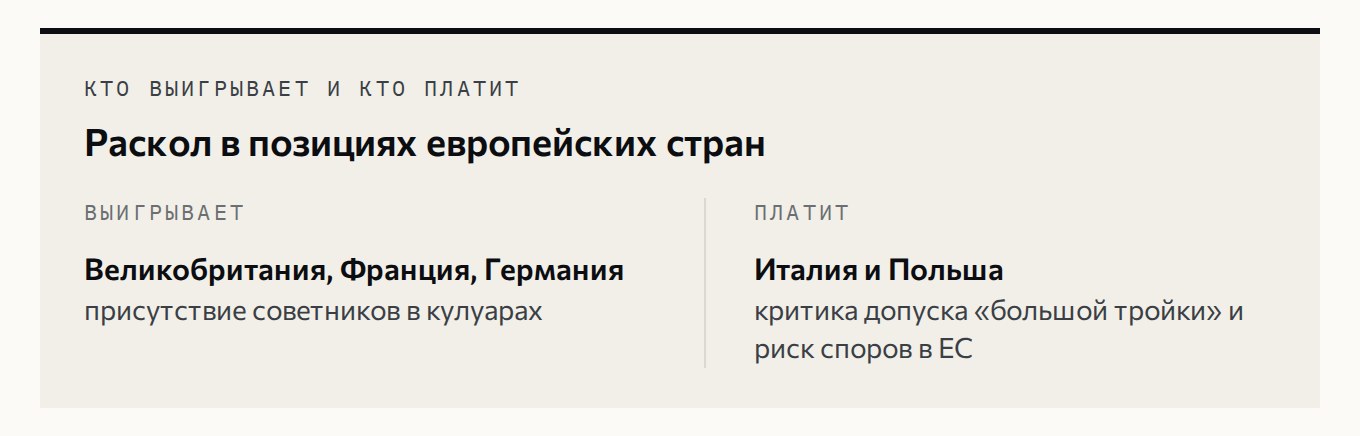 КТО ВЫИГРЫВАЕТ И КТО ПЛАТИТ
Раскол в позициях европейских стран
ВЫИГРЫВАЕТ
Великобритания, Франция, Германия
присутствие советников в кулуарах
ПЛАТИТ
Италия и Польша
критика допуска «большой тройки» и
риск споров в ЕС